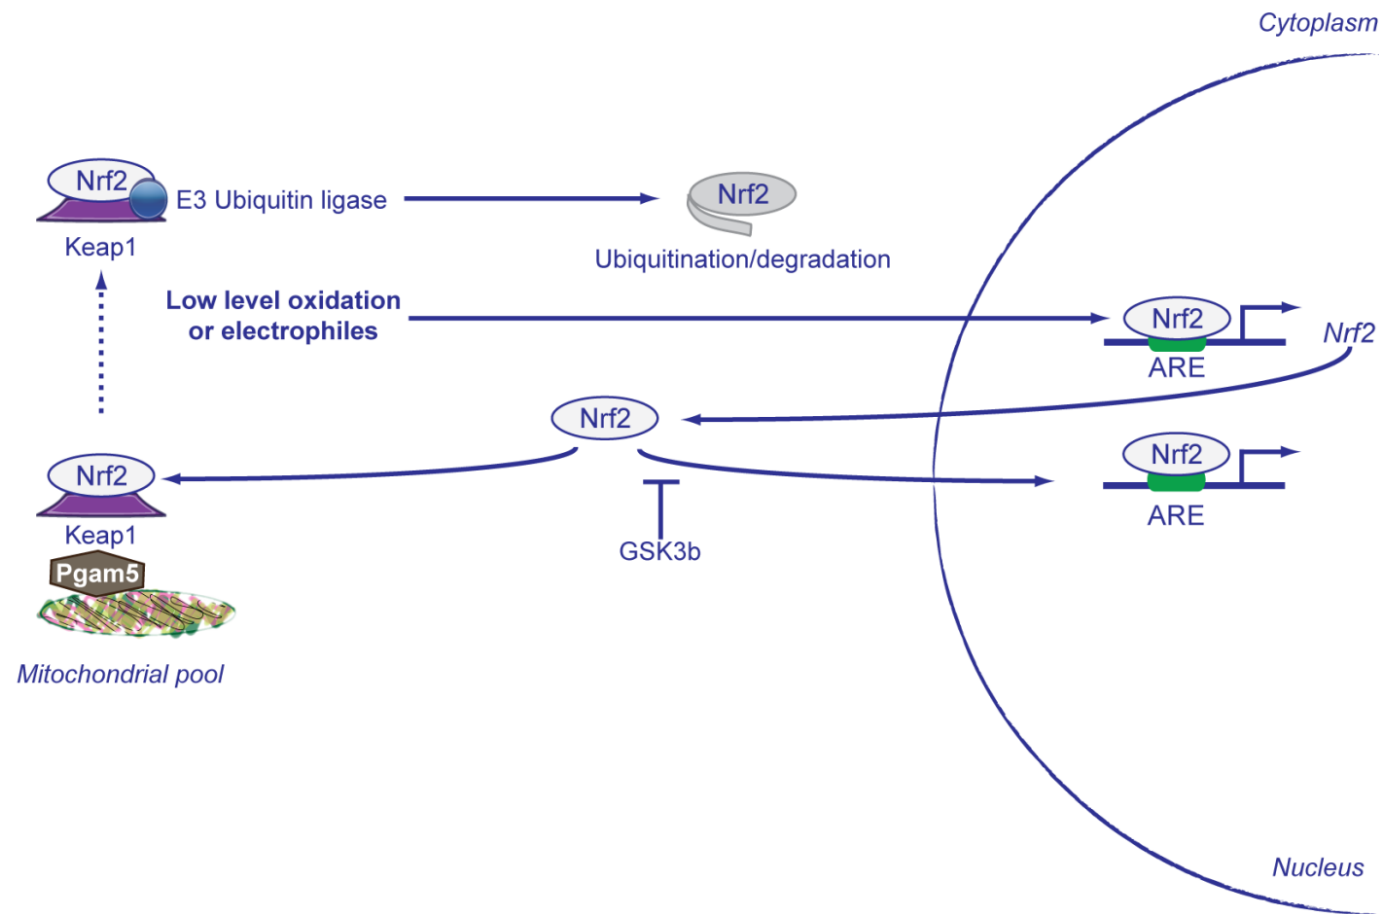 Cytoplasm
Nrf2
E3 Ubiquitin ligase
Keap1
Nrf2
Ubiquitination/degradation
Low level oxidation
or electrophiles
Nrf2
ARE
Nrf2
Nrf2
Nrf2
ARE
Nrf2
Keap1
GSK3b
Pgam5
Mitochondrial pool
Nucleus